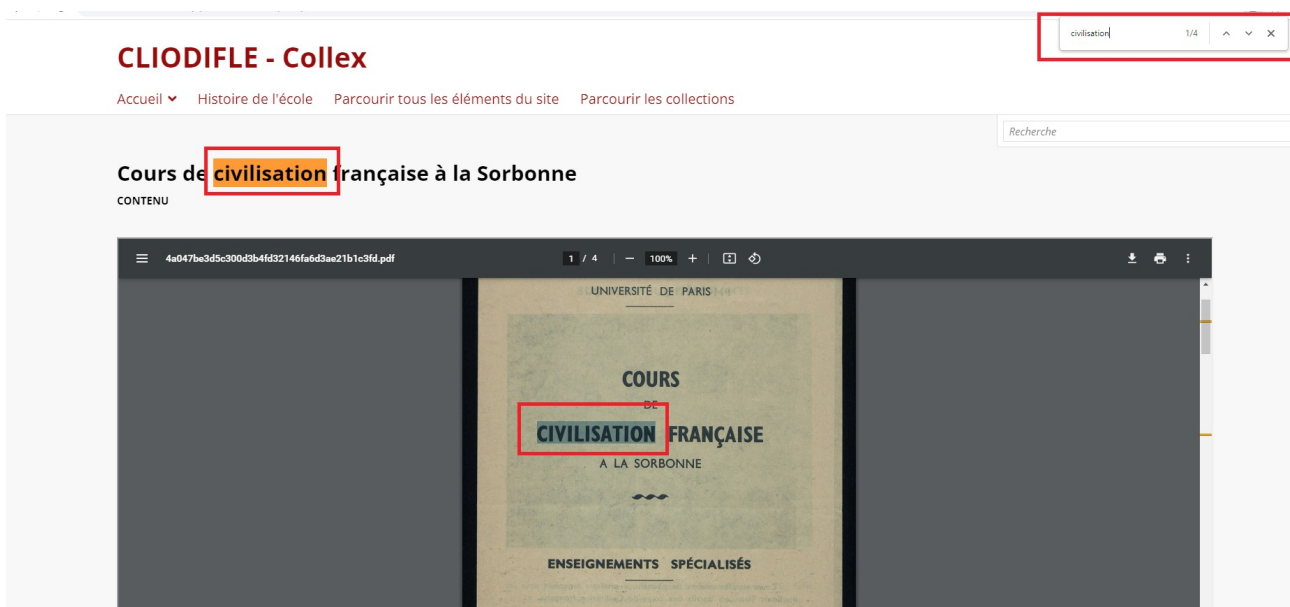 civilisation 1/4
CLIODIFLE - Collex
Accueil Histoire de l'école Parcourir tous les éléments du site Parcourir les collections
Recherche
Cours de civilisation française à la Sorbonne
CONTENU
4a047be3d5c300d3b4fd32146fa6d3ae21b1c3fd.pdf 1 / 4 100%
UNIVERSITÉ DE PARIS
COURS
DE
CIVILISATION FRANÇAISE
A LA SORBONNE
ENSEIGNEMENTS SPÉCIALISÉS